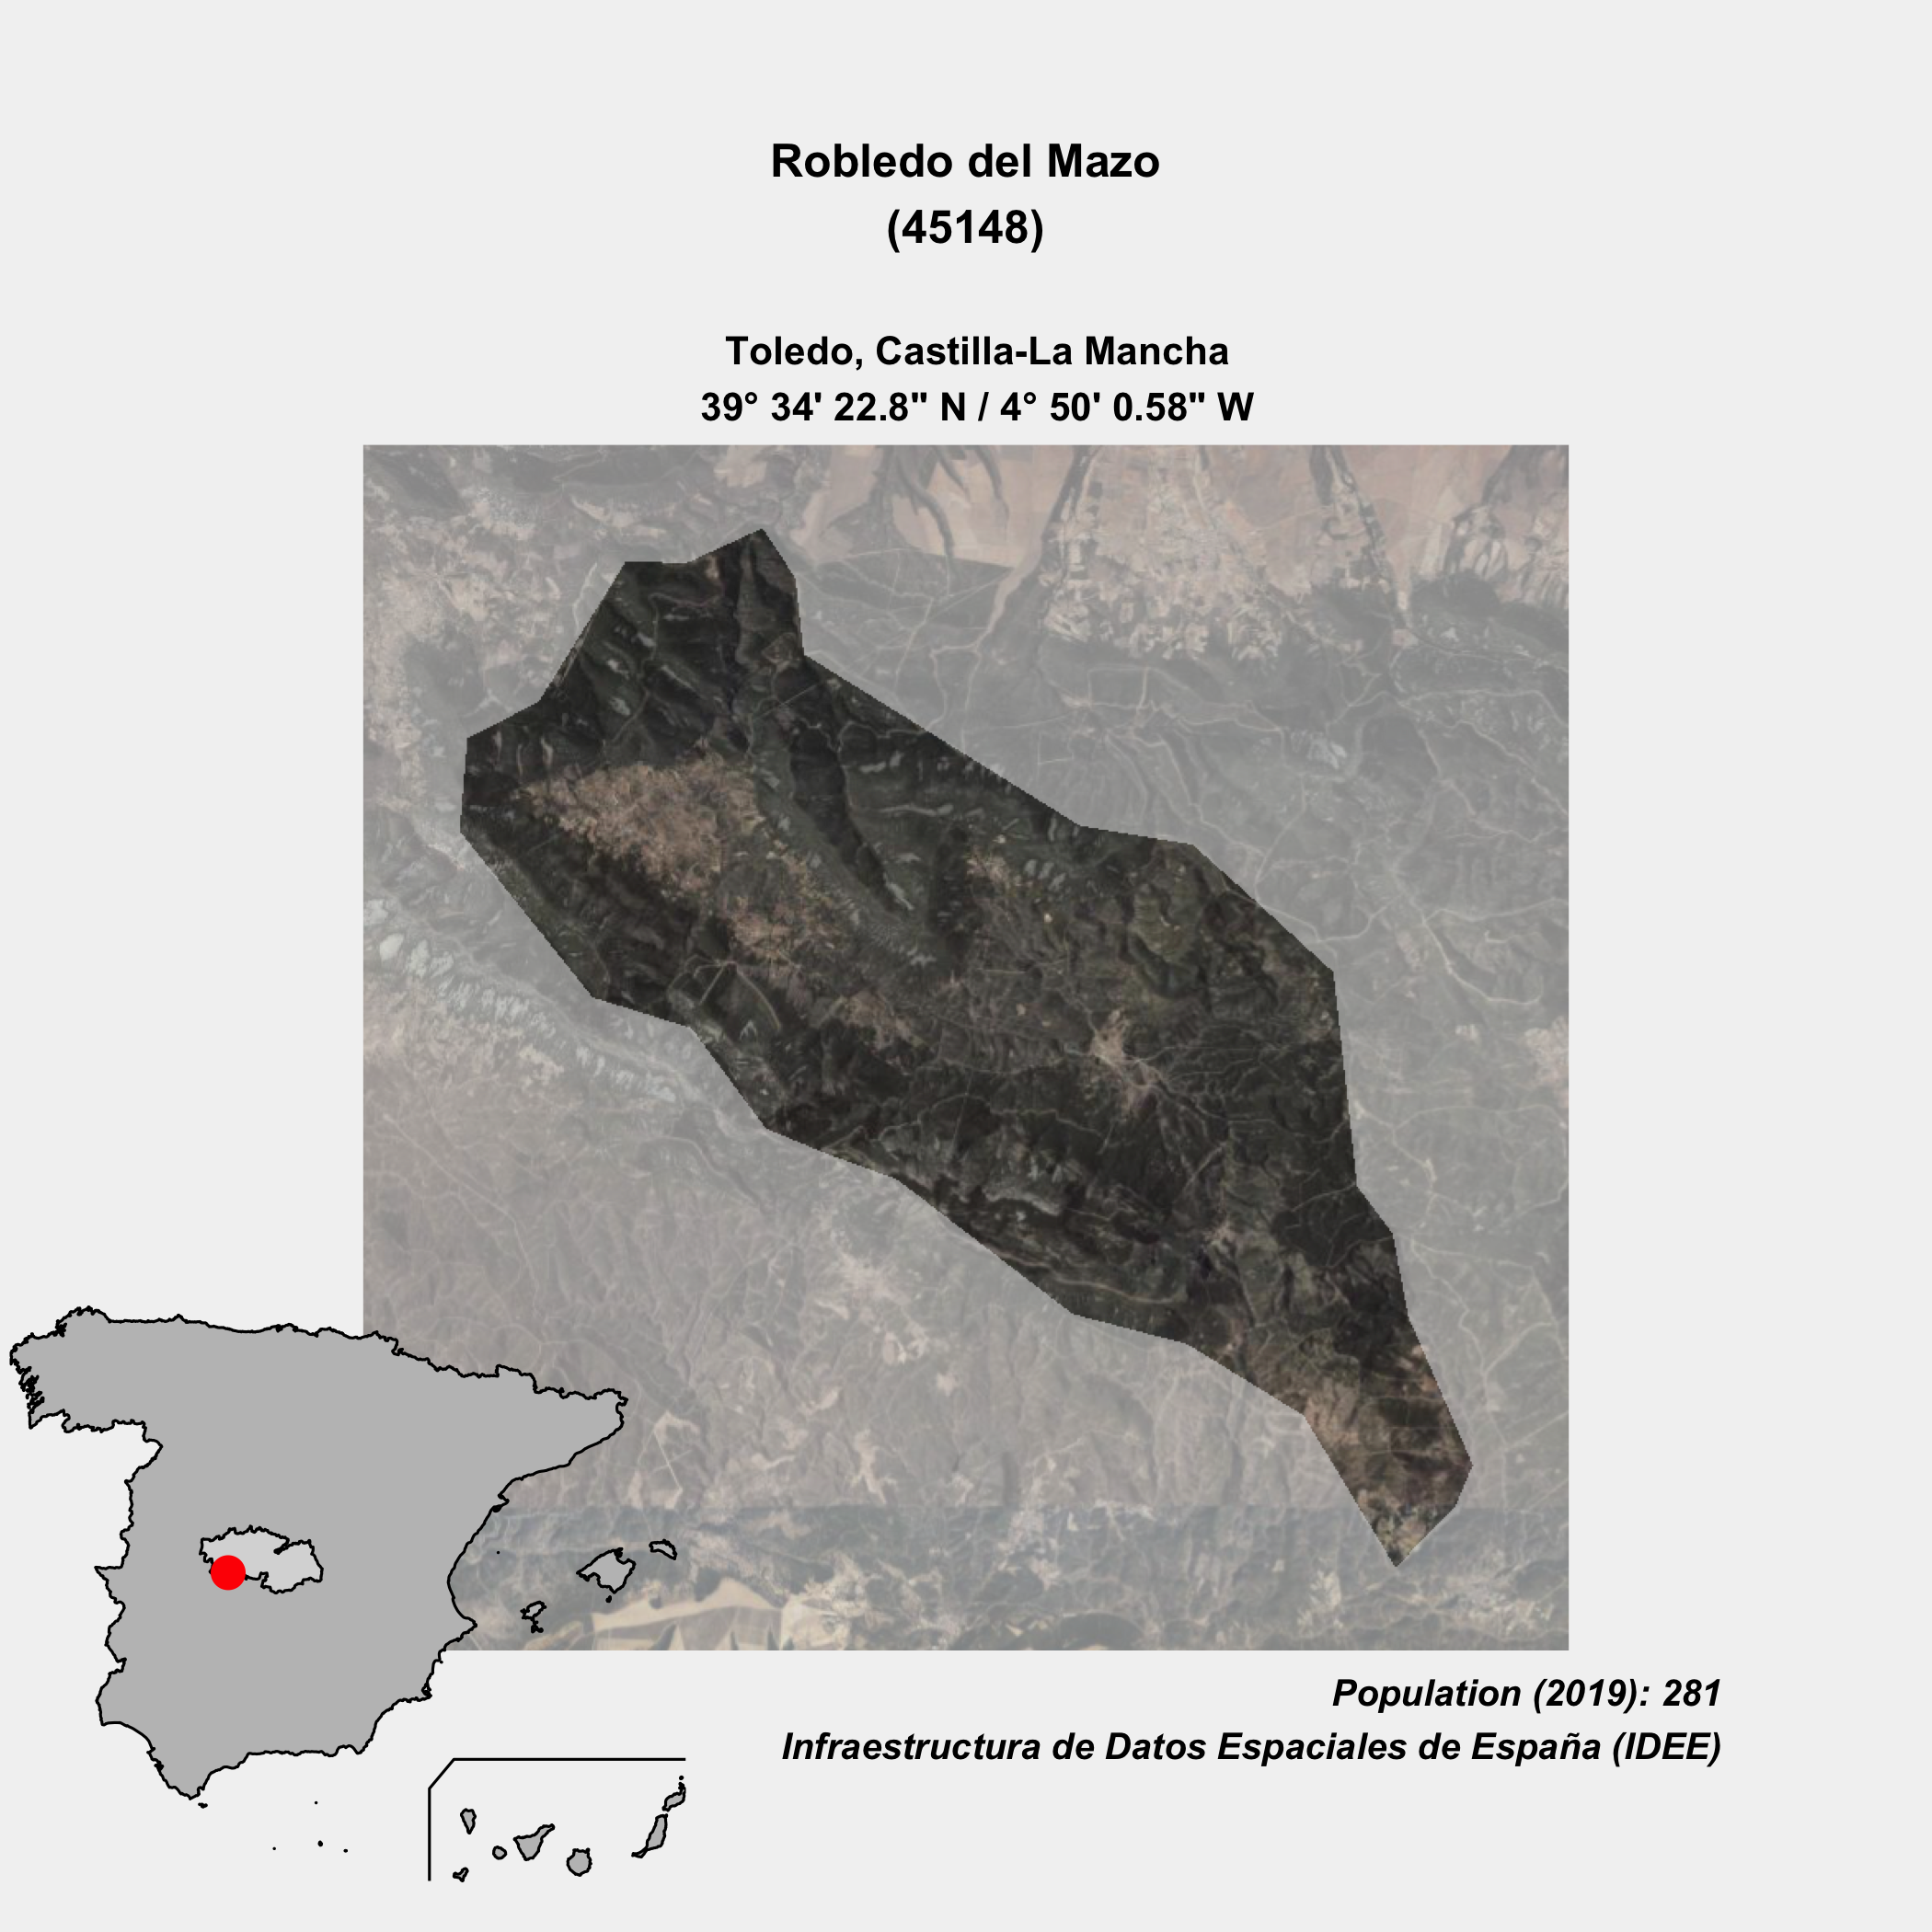 Robledo del Mazo
(45148)
Toledo, Castilla-La Mancha
39° 34' 22.8" N / 4° 50' 0.58" W
Population (2019): 281
Infraestructura de Datos Espaciales de España (IDEE)